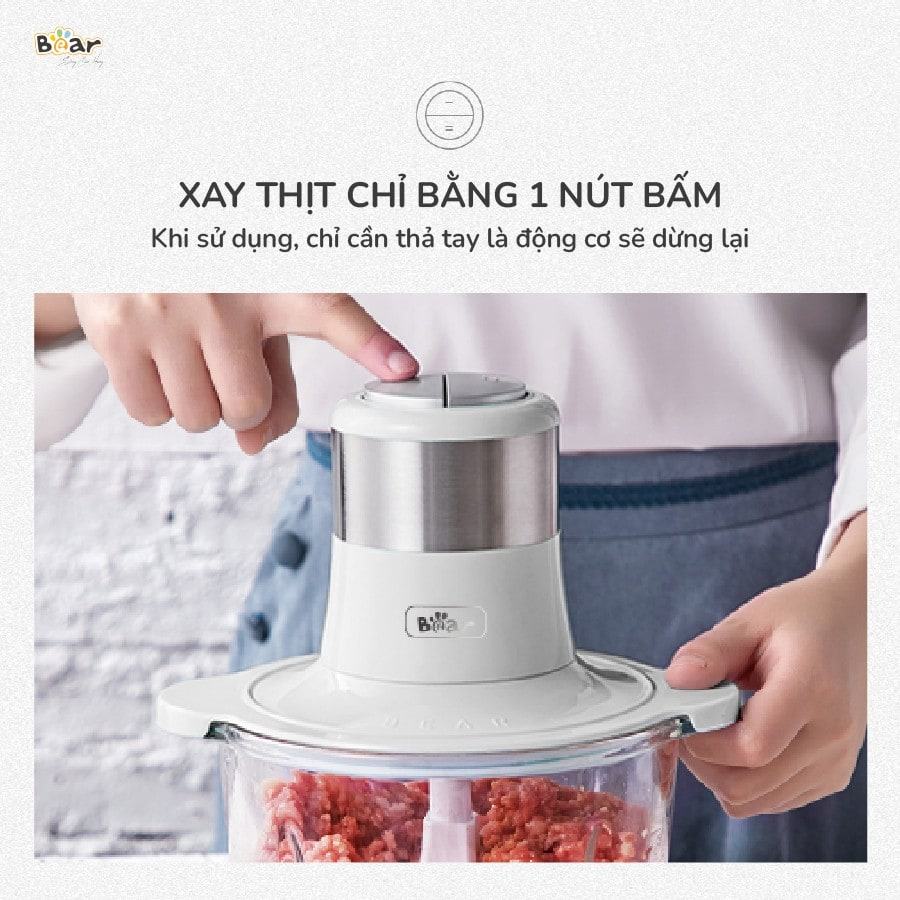 Bear
XAY THỊT CHỈ BẰNG 1 NÚT BẤM
Khi sử dụng, chỉ cần thả tay là động cơ sẽ dừng lại
Bear
BEAR